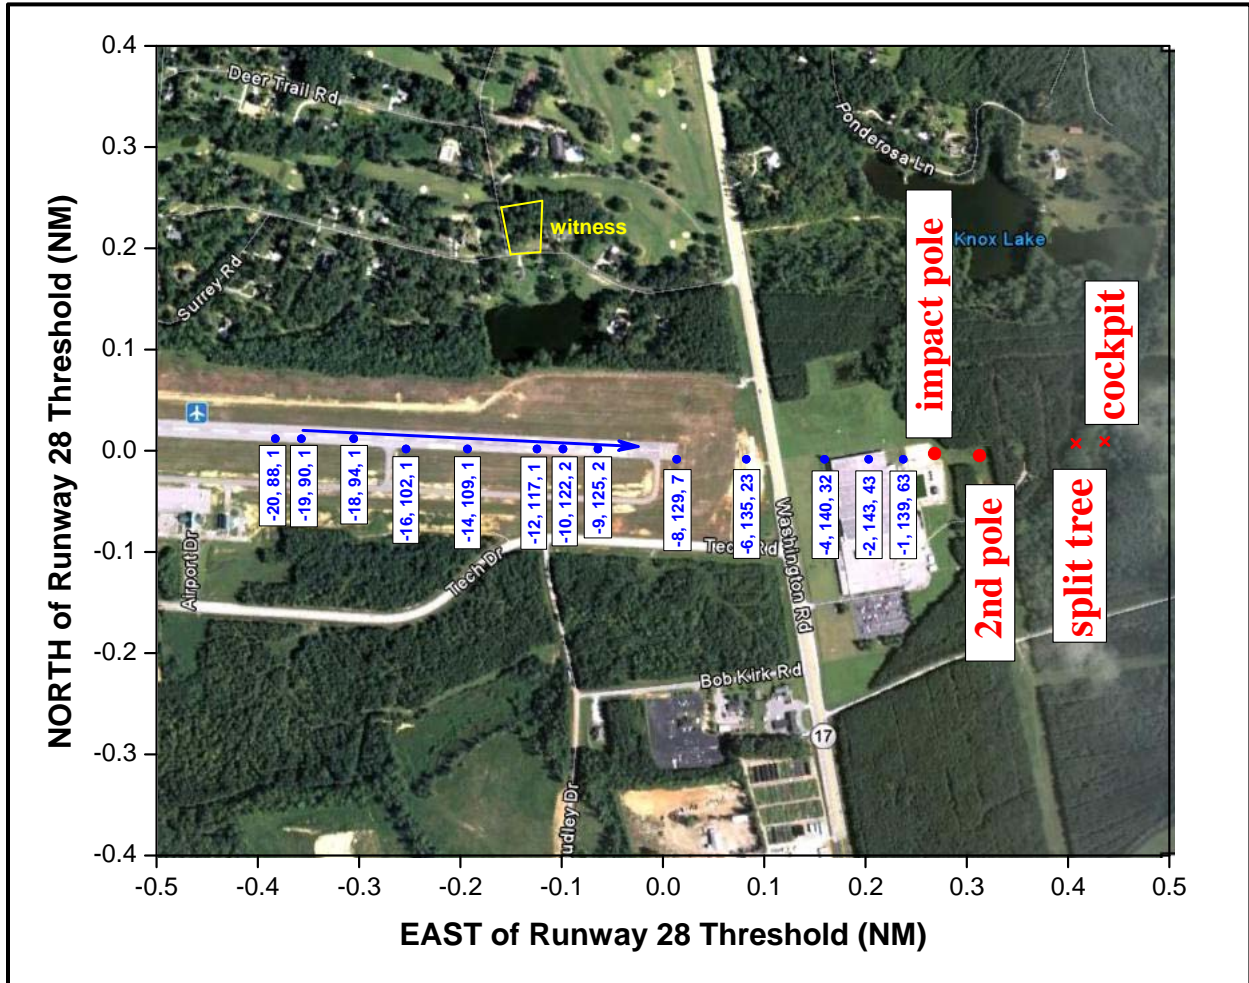 0.4
0.3
0.2
0.1
0.0
-0.1
-0.2
-0.3
-0.4
NORTH of Runway 28 Threshold (NM)
Deer Trail Rd
Ponderosa Ln
witness
Surrey Rd
Knox Lake
impact pole
cockpit
-20, 88, 1
-19, 90, 1
-18, 94, 1
-16, 102, 1
-14, 109, 1
-12, 117, 1
-10, 122, 2
-9, 125, 2
-8, 129, 7
-6, 135, 23
-4, 140, 32
-2, 143, 43
-1, 139, 63
2nd pole
split tree
Airport Dr
Tech Dr
Rd
Washington Rd
Bob Kirk Rd
17
udley Dr
-0.5
-0.4
-0.3
-0.2
-0.1
0.0
0.1
0.2
0.3
0.4
0.5
EAST of Runway 28 Threshold (NM)